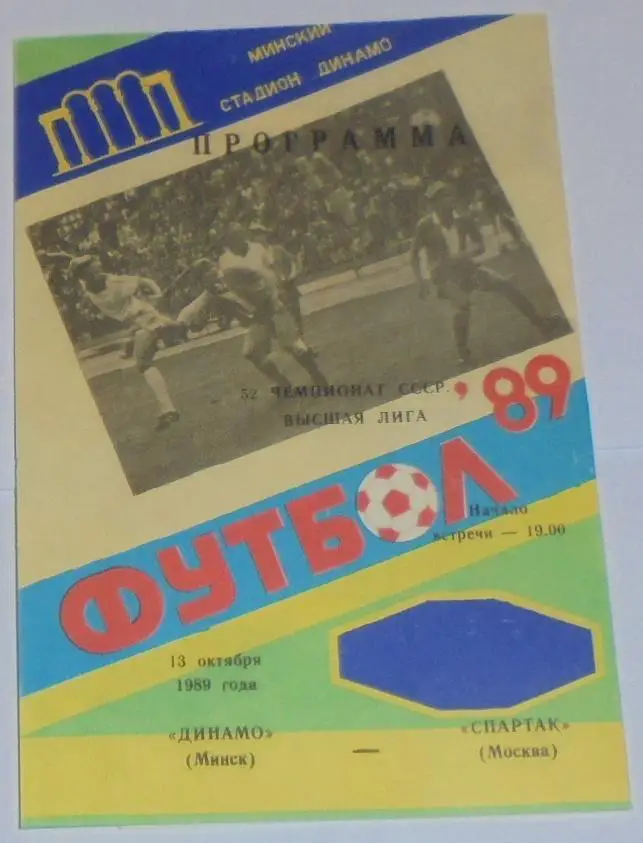 МИНСКИЙ
СТАДИОН ДИНАМО
ПРОГРАММА
52 ЧЕМПИОНАТ СССР.
ВЫСШАЯ ЛИГА
'89
ФУТБОЛ
Начало
встречи — 19.00
13 октября
1989 года
«ДИНАМО» — «СПАРТАК»
(Минск) (Москва)